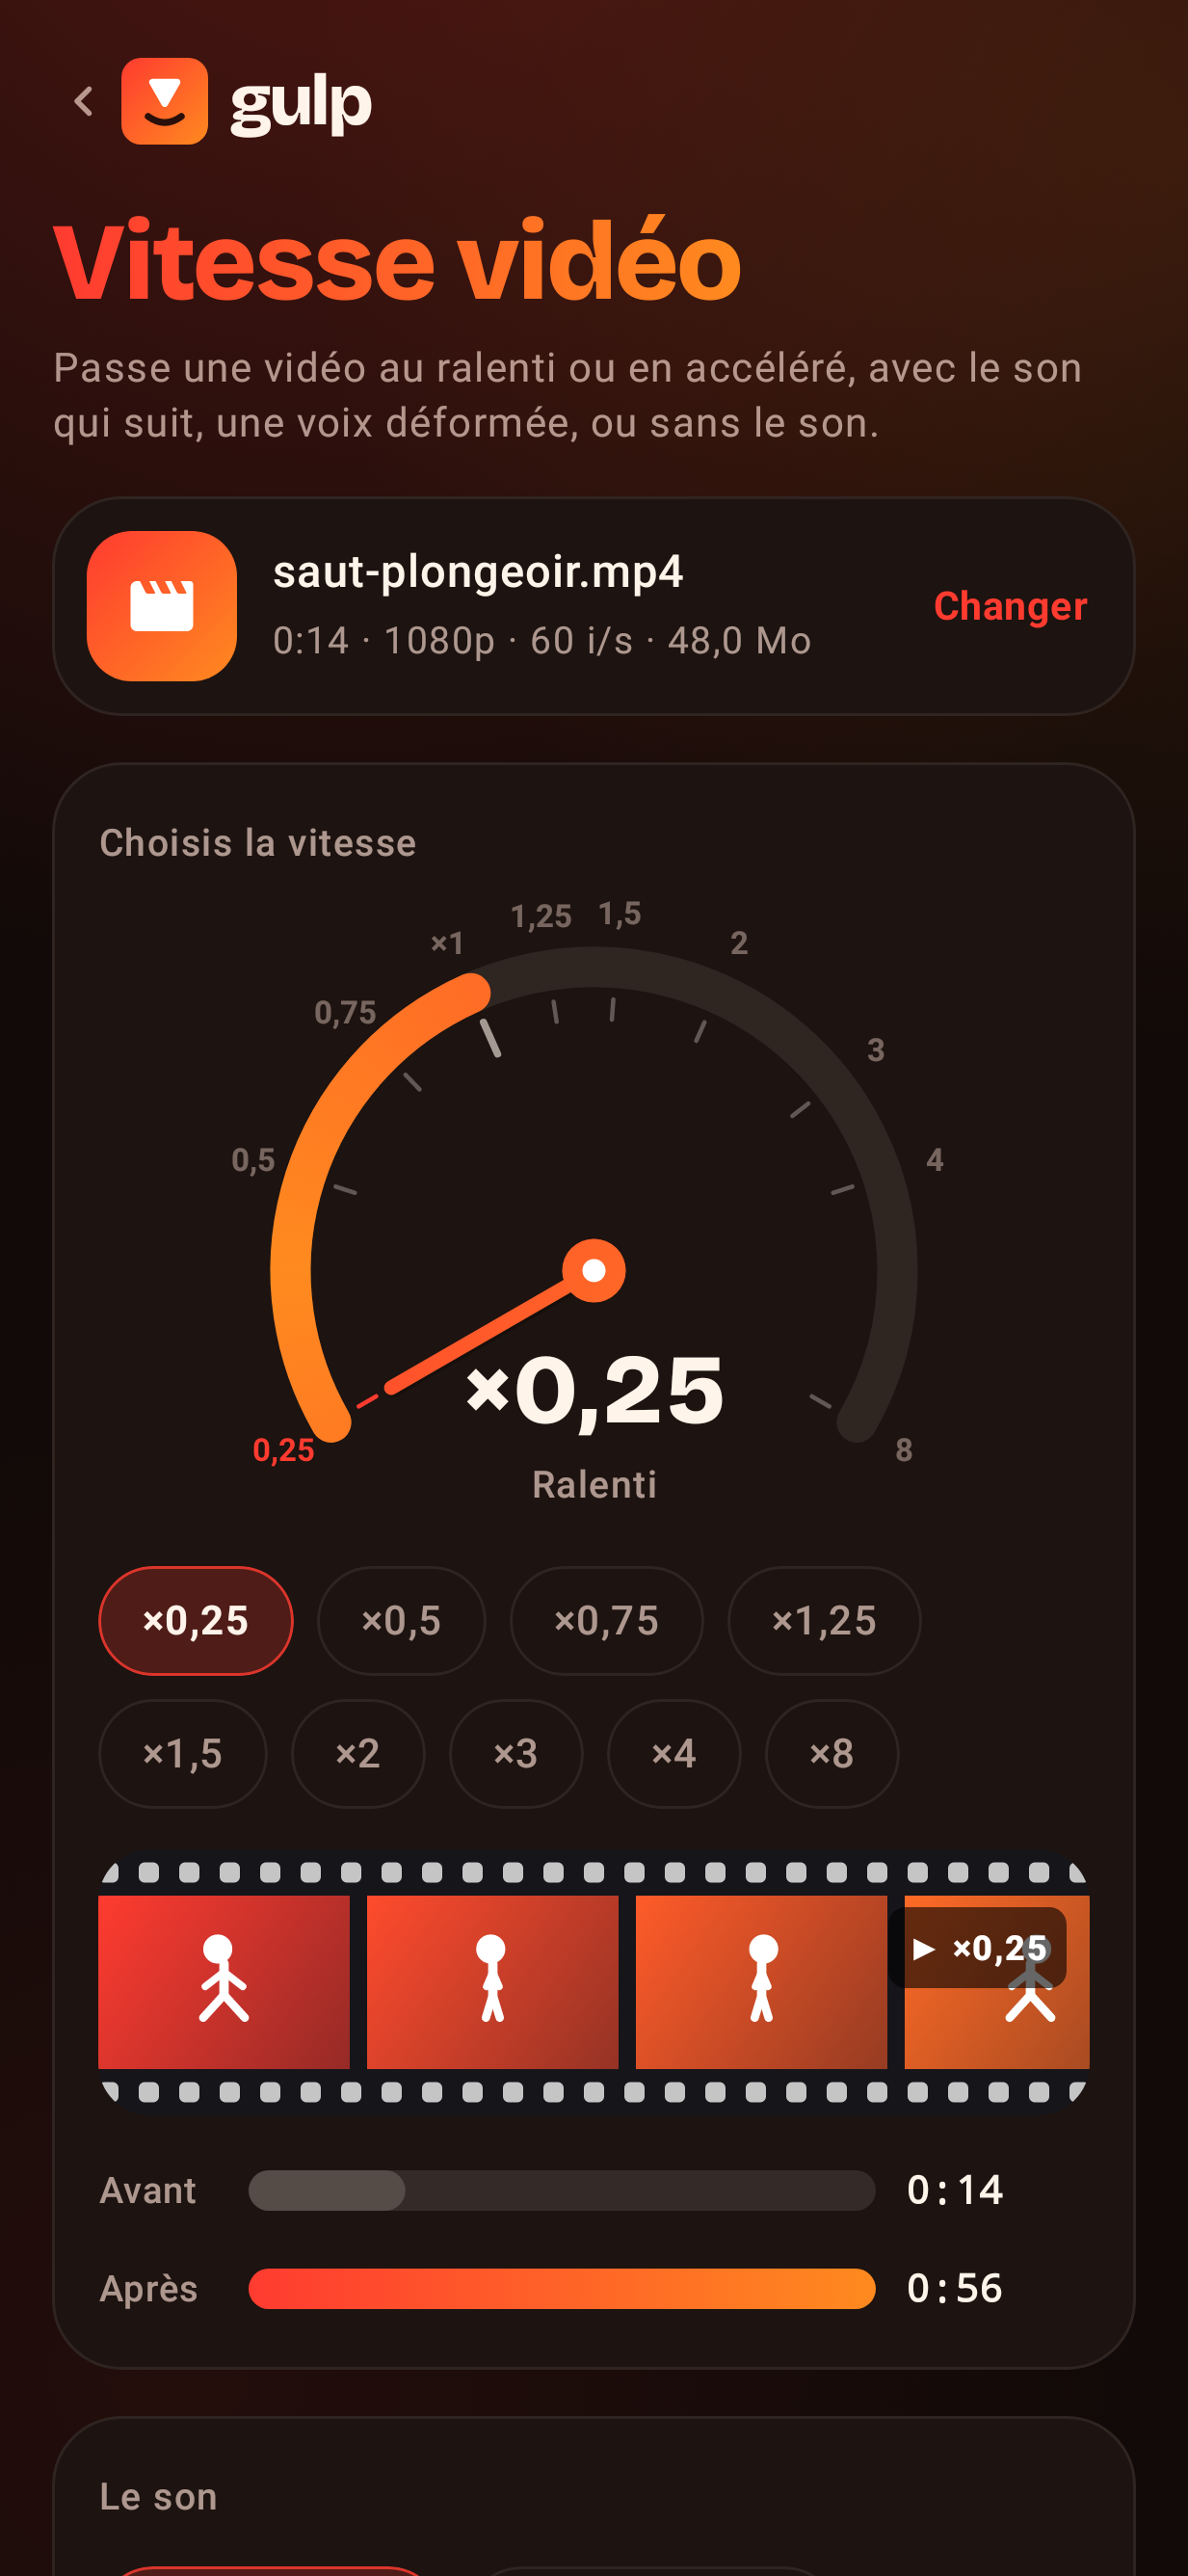 gulp
Vitesse vidéo
Passe une vidéo au ralenti ou en accéléré, avec le son
qui suit, une voix déformée, ou sans le son.
saut-plongeoir.mp4
0:14 · 1080p · 60 i/s · 48,0 Mo
Changer
Choisis la vitesse
0,25
0,5
0,75
×1
1,25
1,5
2
3
4
8
×0,25
Ralenti
×0,25
×0,5
×0,75
×1,25
×1,5
×2
×3
×4
×8
▶ ×0,25
Avant
0:14
Après
0:56
Le son